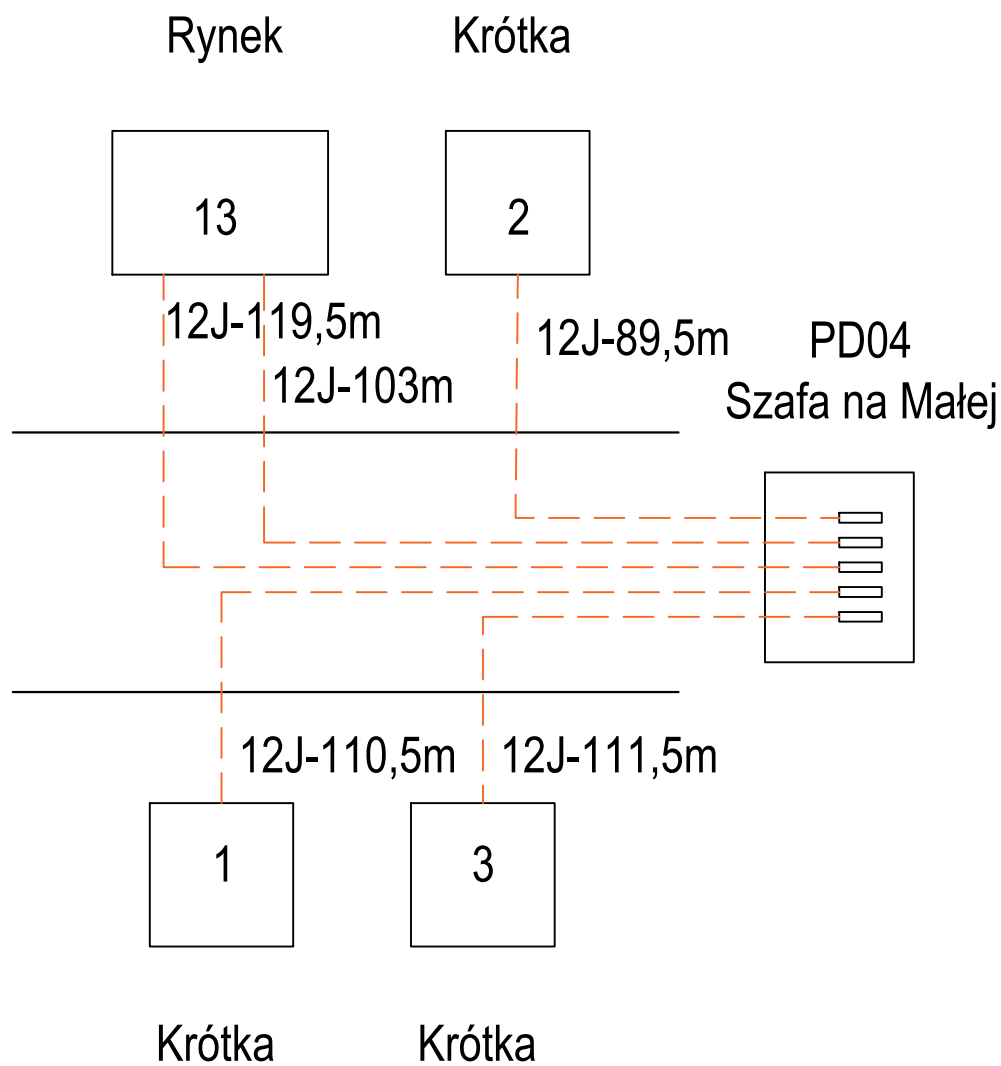 Rynek
Krótka
13
2
12J-119,5m
12J-103m
12J-89,5m
PD04
Szafa na Małej
12J-110,5m
12J-111,5m
1
3
Krótka
Krótka